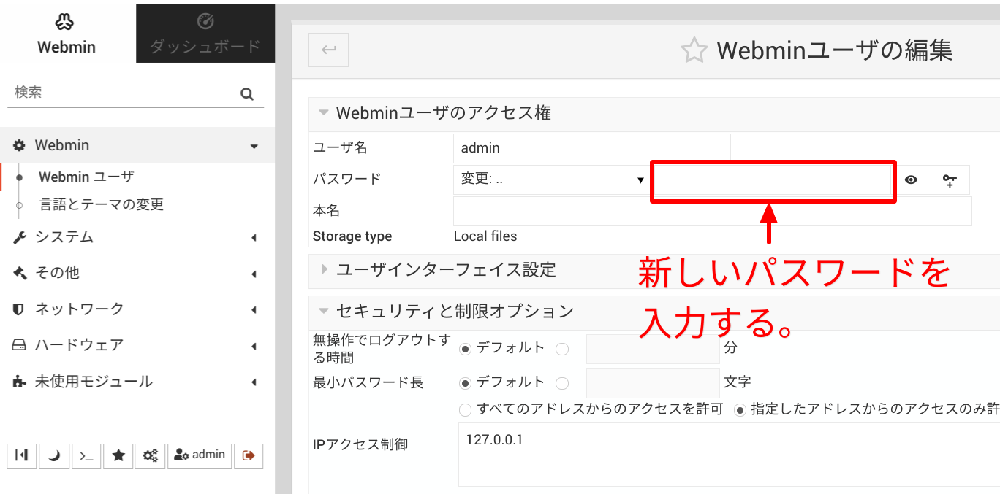 Webmin
ダッシュボード
検索
Webmin
Webmin ユーザ
言語とテーマの変更
システム
その他
ネットワーク
ハードウェア
未使用モジュール
admin
Webminユーザの編集
Webminユーザのアクセス権
ユーザ名
admin
パスワード
変更: ..
本名
Storage type
Local files
ユーザインターフェイス設定
新しいパスワードを
入力する。
セキュリティと制限オプション
無操作でログアウトす
る時間
デフォルト
分
最小パスワード長
デフォルト
文字
すべてのアドレスからのアクセスを許可
指定したアドレスからのアクセスのみ許
IPアクセス制御
127.0.0.1